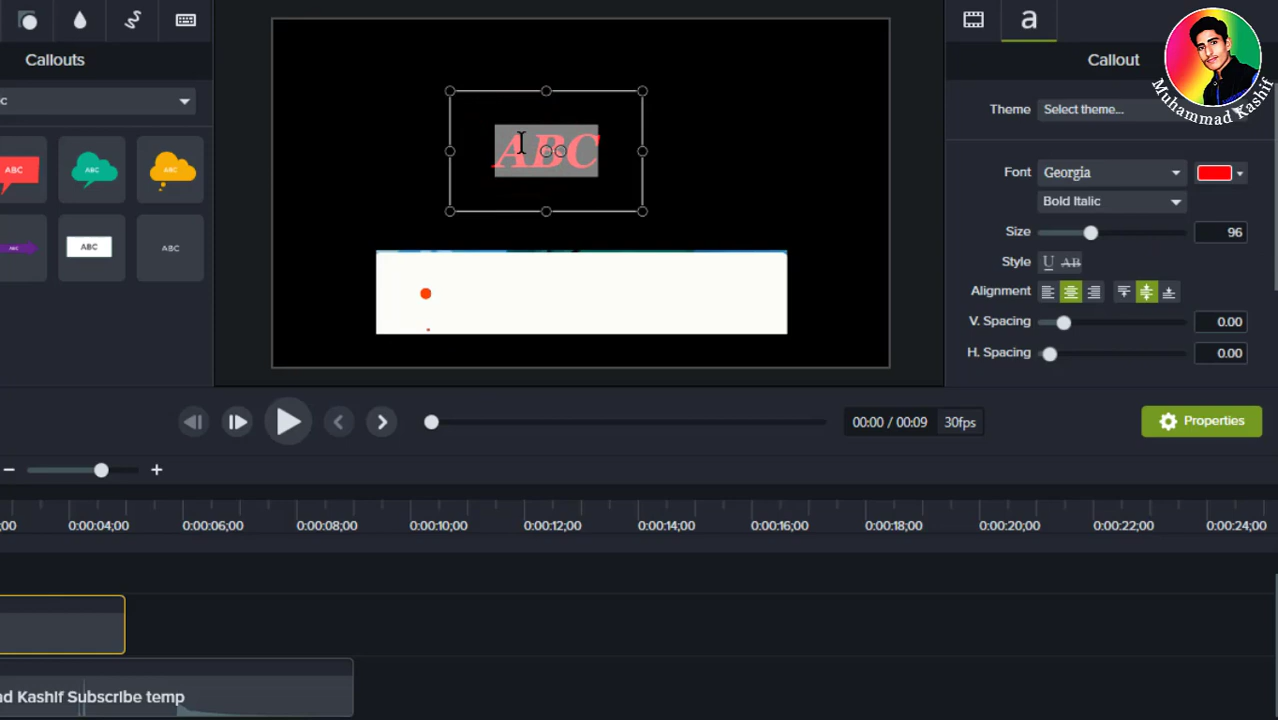 a
Callouts
Callout
Muhammad Kashif
c
Theme
Select theme...
ABC
ABC
ABC
ABC
Font
Georgia
Bold Italic
Size
96
ABC
ABC
ABC
Style
U
AB
Alignment
V. Spacing
0.00
H. Spacing
0.00
00:00 / 00:09
30fps
Properties
−
+
;00
0:00:04;00
0:00:06;00
0:00:08;00
0:00:10;00
0:00:12;00
0:00:14;00
0:00:16;00
0:00:18;00
0:00:20;00
0:00:22;00
0:00:24;00
ad Kashif Subscribe temp